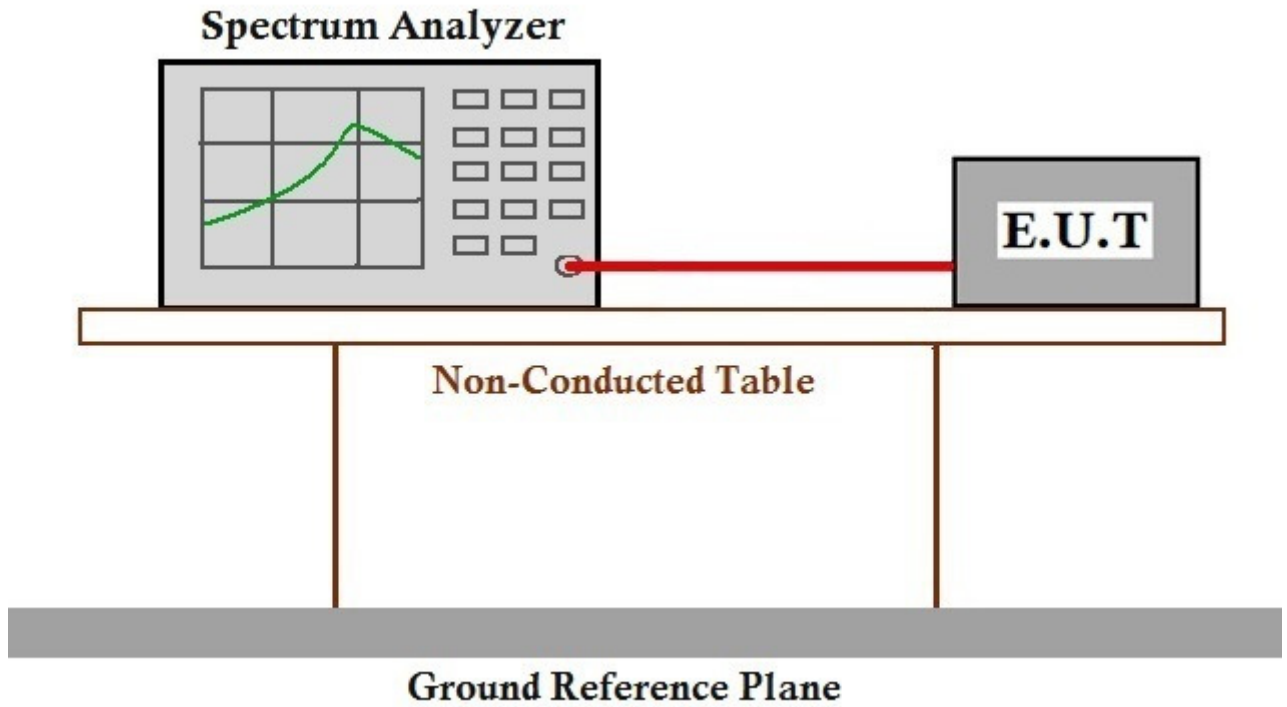 Spectrum Analyzer
E.U.T
Non-Conducted Table
Ground Reference Plane